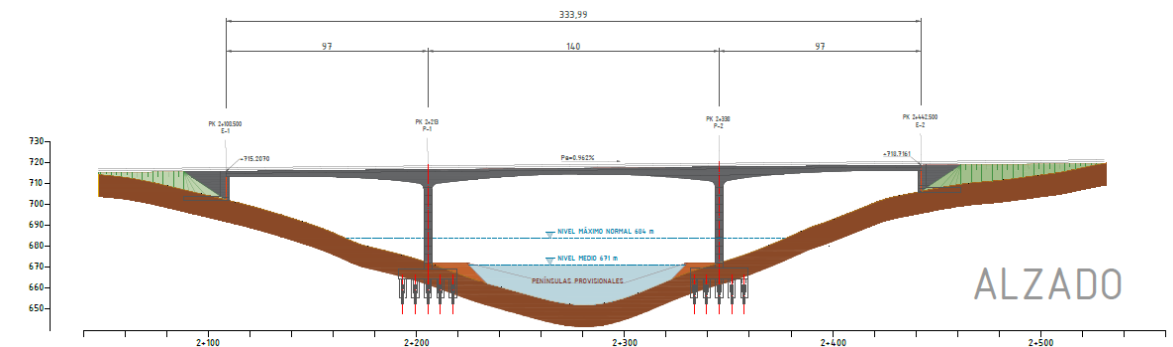 333,99
97
140
97
PK 2+100.500
E-1
PK 2+210
P-1
PK 2+330
P-2
PK 2+442.500
E-2
730
720
710
700
690
680
670
660
650
+715.2070
Pa=0.962%
+718.7161
NIVEL MÁXIMO NORMAL 684 m
NIVEL MEDIO 671 m
PENÍNSULAS PROVISIONALES
ALZADO
2+100
2+200
2+300
2+400
2+500